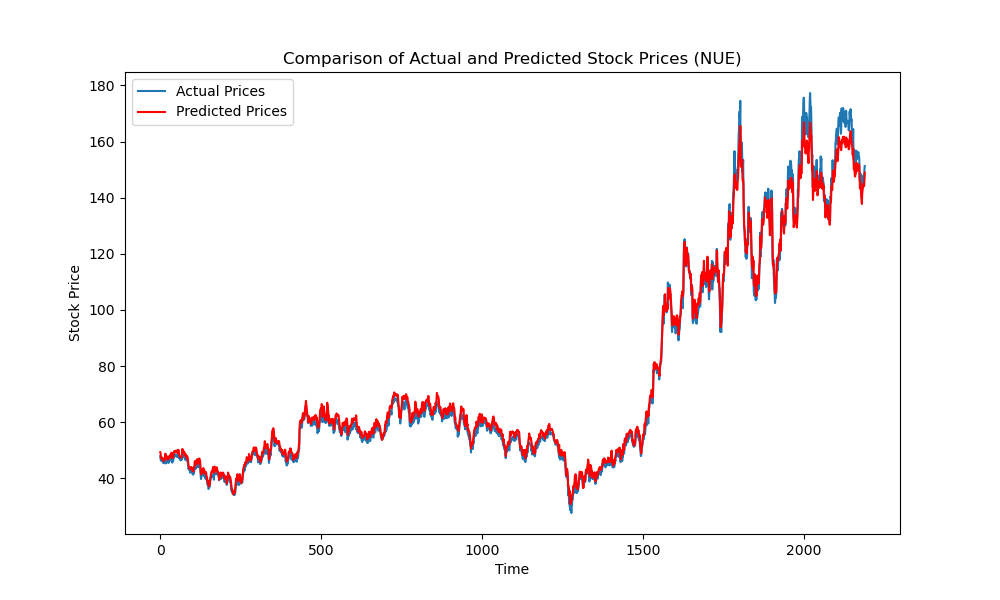 Comparison of Actual and Predicted Stock Prices (NUE)
Actual Prices
Predicted Prices
180
160
140
120
100
80
60
40
Stock Price
0 500 1000 1500 2000
Time